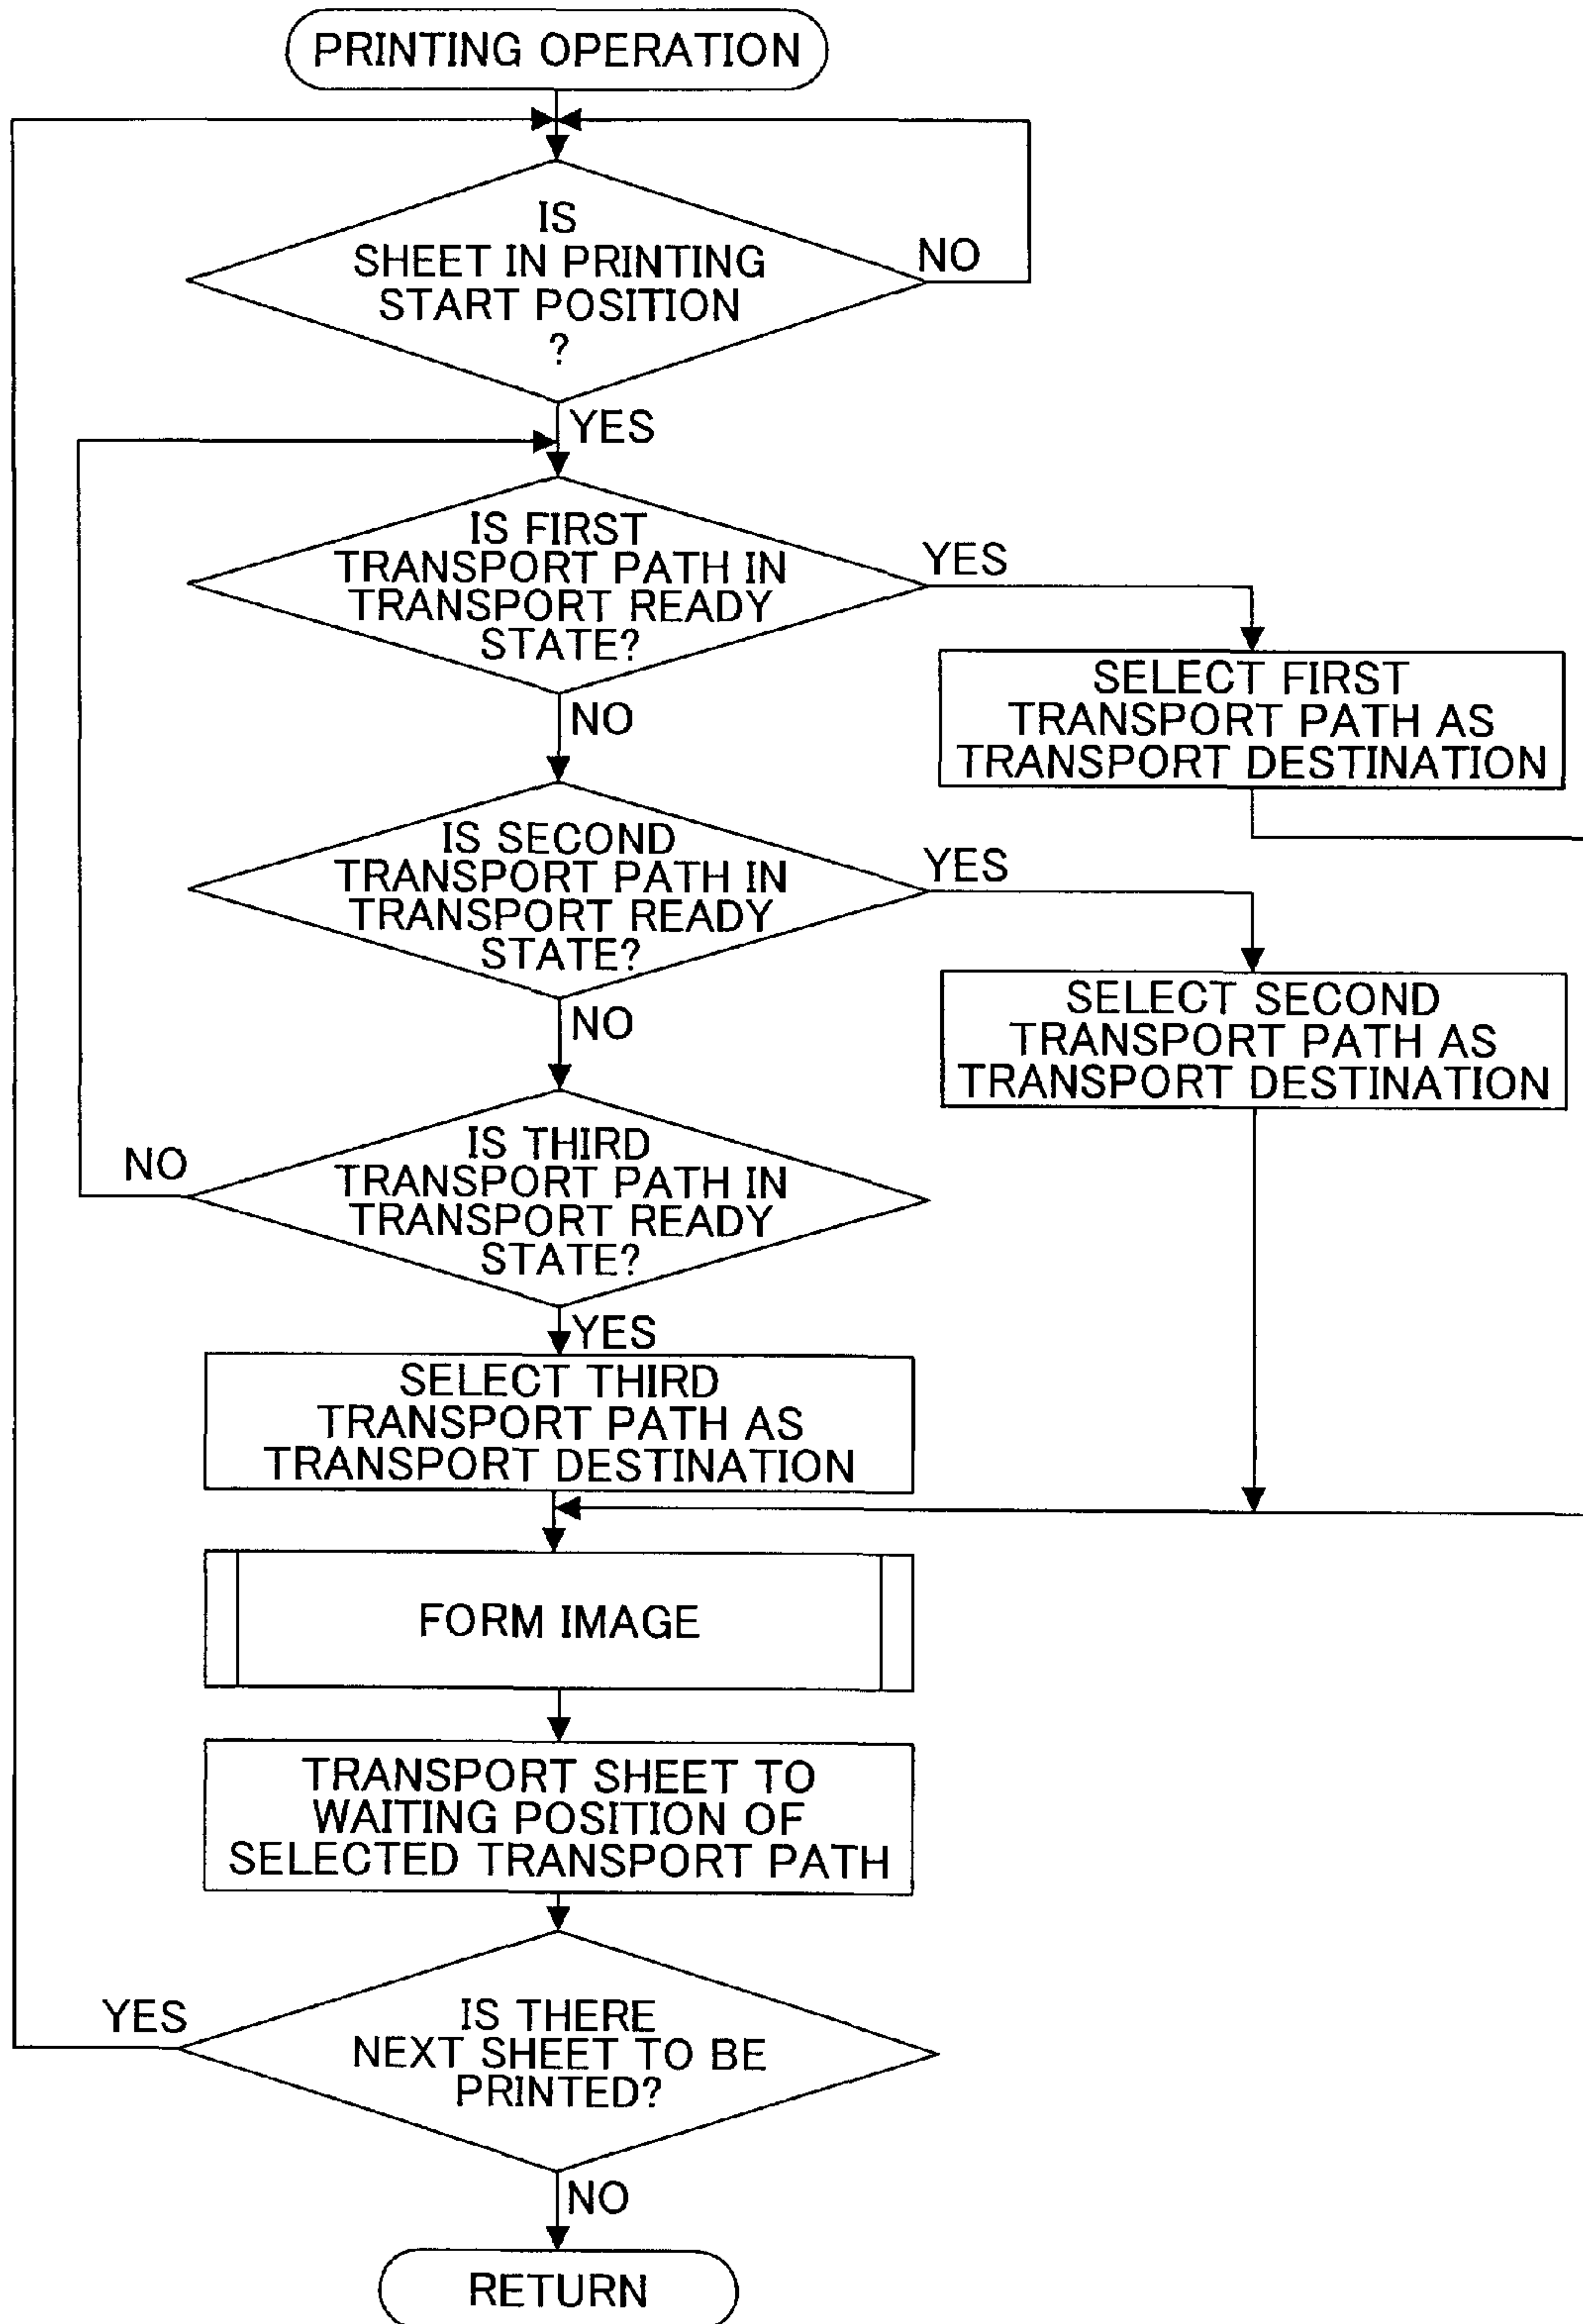 PRINTING OPERATION
IS
SHEET IN PRINTING
START POSITION
?
NO
YES
IS FIRST
TRANSPORT PATH IN
TRANSPORT READY
STATE?
YES
SELECT FIRST
TRANSPORT PATH AS
TRANSPORT DESTINATION
NO
IS SECOND
TRANSPORT PATH IN
TRANSPORT READY
STATE?
YES
SELECT SECOND
TRANSPORT PATH AS
TRANSPORT DESTINATION
NO
IS THIRD
TRANSPORT PATH IN
TRANSPORT READY
STATE?
NO
YES
SELECT THIRD
TRANSPORT PATH AS
TRANSPORT DESTINATION
FORM IMAGE
TRANSPORT SHEET TO
WAITING POSITION OF
SELECTED TRANSPORT PATH
IS THERE
NEXT SHEET TO BE
PRINTED?
YES
NO
RETURN